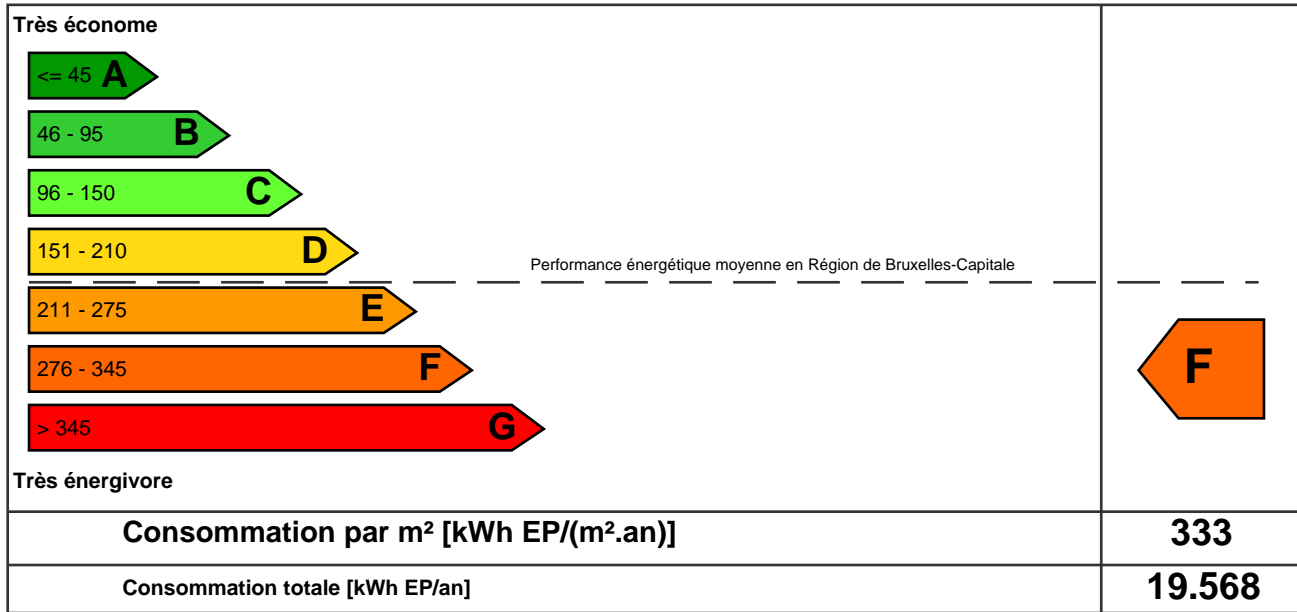 Très économe
<= 45 A
46 - 95 B
96 - 150 C
151 - 210 D
Performance énergétique moyenne en Région de Bruxelles-Capitale
211 - 275 E
276 - 345 F
F
> 345 G
Très énergivore
Consommation par m² [kWh EP/(m².an)] 333
Consommation totale [kWh EP/an] 19.568